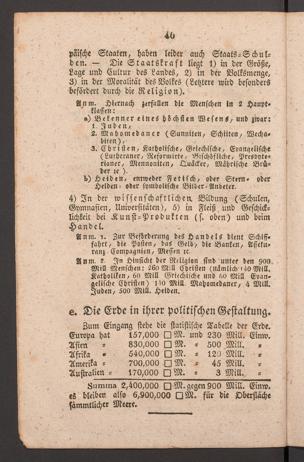 46
päische Staaten, haben leider auch Staats-Schul-
den. — Die Staatskraft liegt 1) in der Größe,
Lage und Cultur des Landes, 2) in der Volksmenge,
3) in der Moralität des Volkes (Letztere wird besonders
befördert durch die Religion).
Anm. Hiernach zerfallen die Menschen in 2 Haupt-
klassen:
a) Bekenner eines höchsten Wesens, und zwar:
1. Juden,
2. Mahomedaner (Sunniten, Schiiten, Wecha-
biten),
3. Christen, Katholische, Griechische, Evangelische
(Lutheraner, Reformirte, Bischöfliche, Presbyte-
rianer, Mennoniten, Quäker, Mährische Brü-
der ꝛc)
b) Heiden, entweder Fetisch, oder Stern- oder
Helden- oder symbolische Bilder-Anbeter.
4) In der wissenschaftlichen Bildung (Schulen,
Gymnasien, Universitäten), 5) in Fleiß und Geschick-
lichkeit bei Kunst-Produkten (s. oben) und beim
Handel.
Anm. 1. Zur Beförderung des Handels dient Schiff-
fahrt, die Posten, das Geld, die Banken, Asseku-
ranz Compagnien, Messen ꝛc.
Anm. 2. In Hinsicht der Religion sind unter den 900.
Mill Menschen: 260 Mill Christen (nämlich 140 Mill.
Katholiken, 60 Mill Griechische und 60 Mill Evan-
gelische Christen) 110 Mill Mahomedaner, 4 Mill.
Juden, 500 Mill. Heiden.
e. Die Erde in ihrer politischen Gestaltung.
Zum Eingang stehe die statistische Tabelle der Erde.
Europa hat 157,000 □ M. und 230 Mill. Einw.
Asien » 830,000 □ M. » 500 Mill. »
Afrika » 540,000 □ M. » 120 Mill. »
Amerika » 700,000 □ M. » 45 Mill. »
Australien » 170,000 □ M. » 3 Mill. »
Summa 2,400,000 □ M. gegen 900 Mill. Einw.
es bleiben also 6,900,000 □ M. für die Oberfläche
sämmtlicher Meere.